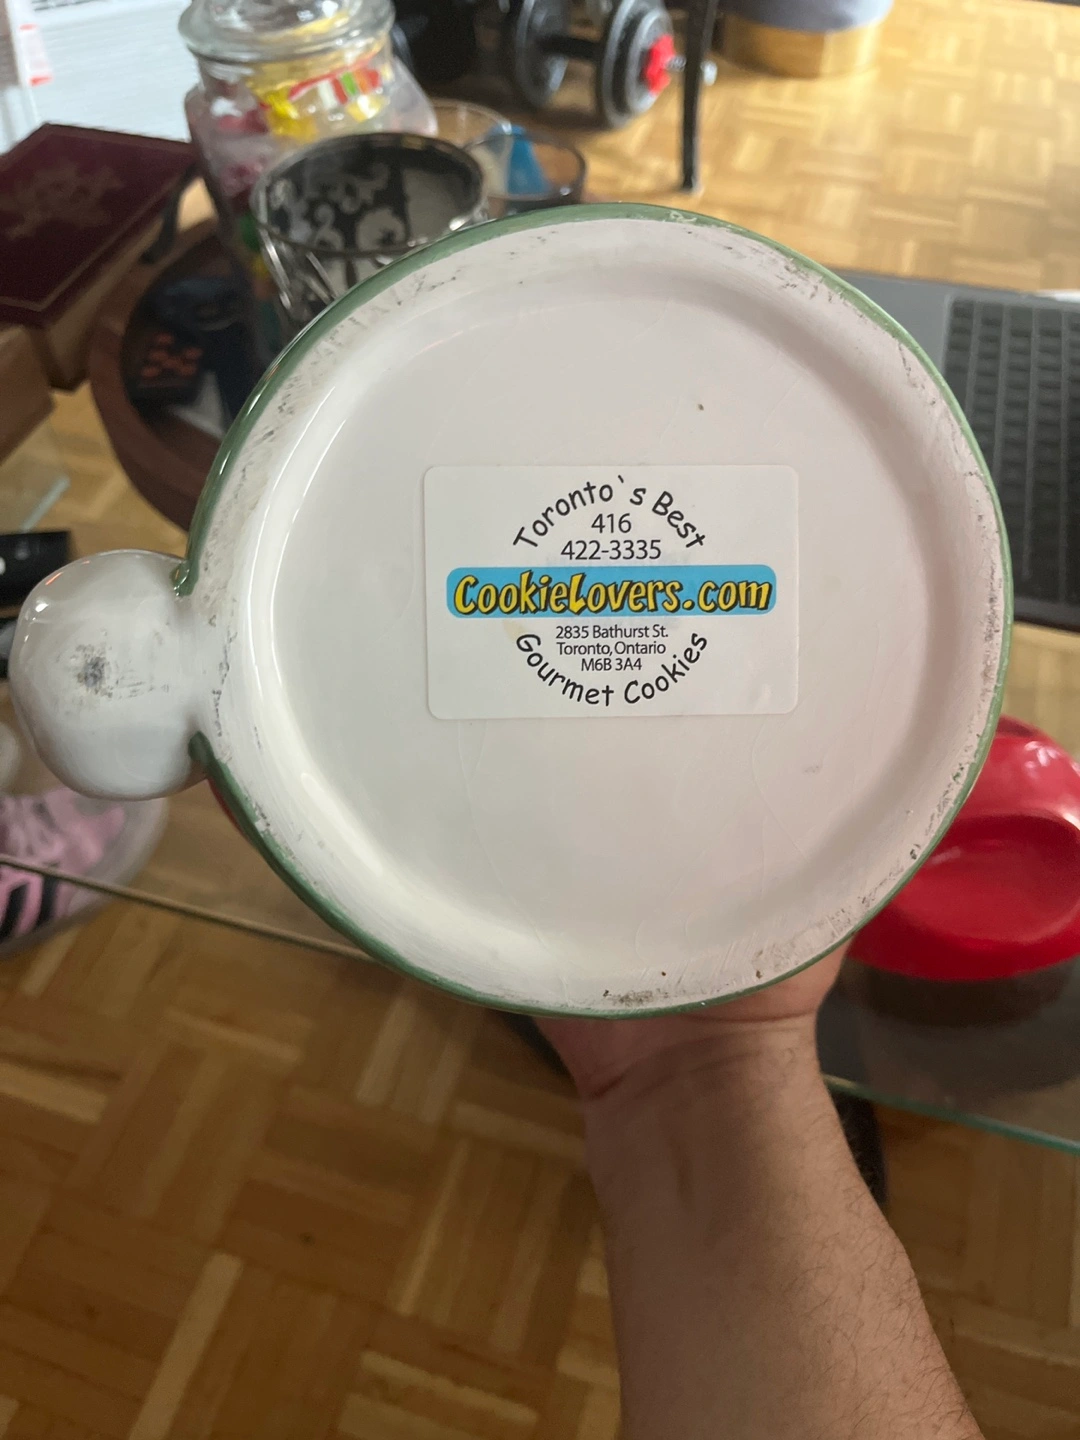 Toronto's Best
416
422-3335
CookieLovers.com
2835 Bathurst St.
Toronto, Ontario
M6B 3A4
Gourmet Cookies